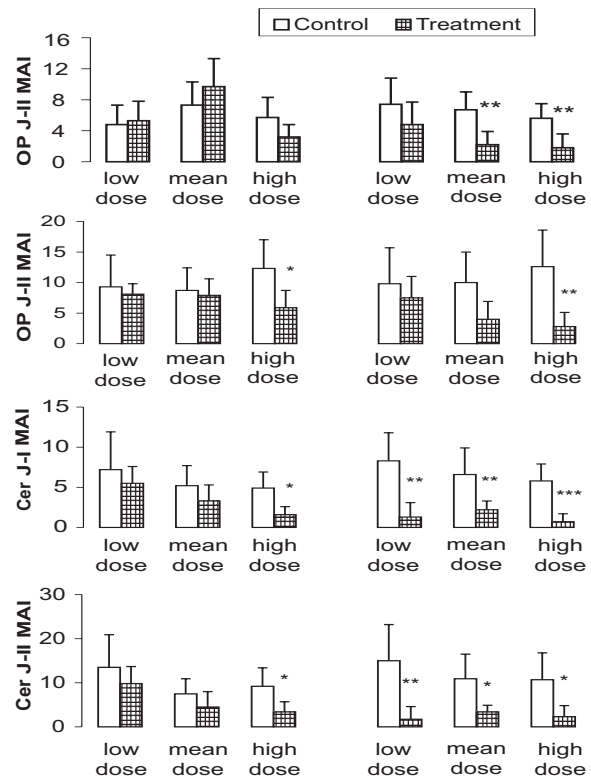 Control Treatment
OP J-II MAI
16
12
8
4
0
** **
low dose mean dose high dose low dose mean dose high dose
OP J-II MAI
20
15
10
5
0
* **
low dose mean dose high dose low dose mean dose high dose
Cer J-I MAI
15
10
5
0
* ** ** ***
low dose mean dose high dose low dose mean dose high dose
Cer J-II MAI
30
20
10
0
* ** * *
low dose mean dose high dose low dose mean dose high dose